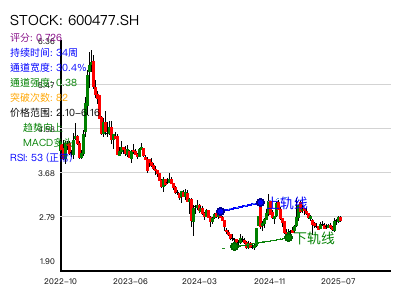 STOCK: 600477.SH
评分: 0.726
持续时间: 34周
通道宽度: 30.4%
通道强度: 0.38
突破次数: 82
价格范围: 2.10-6.16
趋势向上
MACD
RSI: 53 (正常)
3.68
2.79
1.90
上轨线
下轨线
2022-10
2023-06
2024-03
2024-11
2025-07